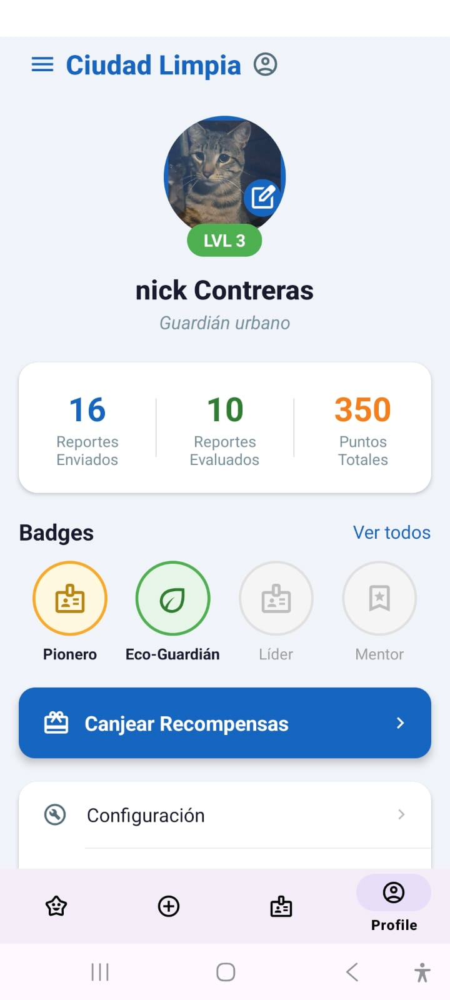 Ciudad Limpia
LVL 3
nick Contreras
Guardián urbano
16
Reportes
Enviados
10
Reportes
Evaluados
350
Puntos
Totales
Badges
Ver todos
Pionero
Eco-Guardián
Líder
Mentor
Canjear Recompensas
Configuración
Profile